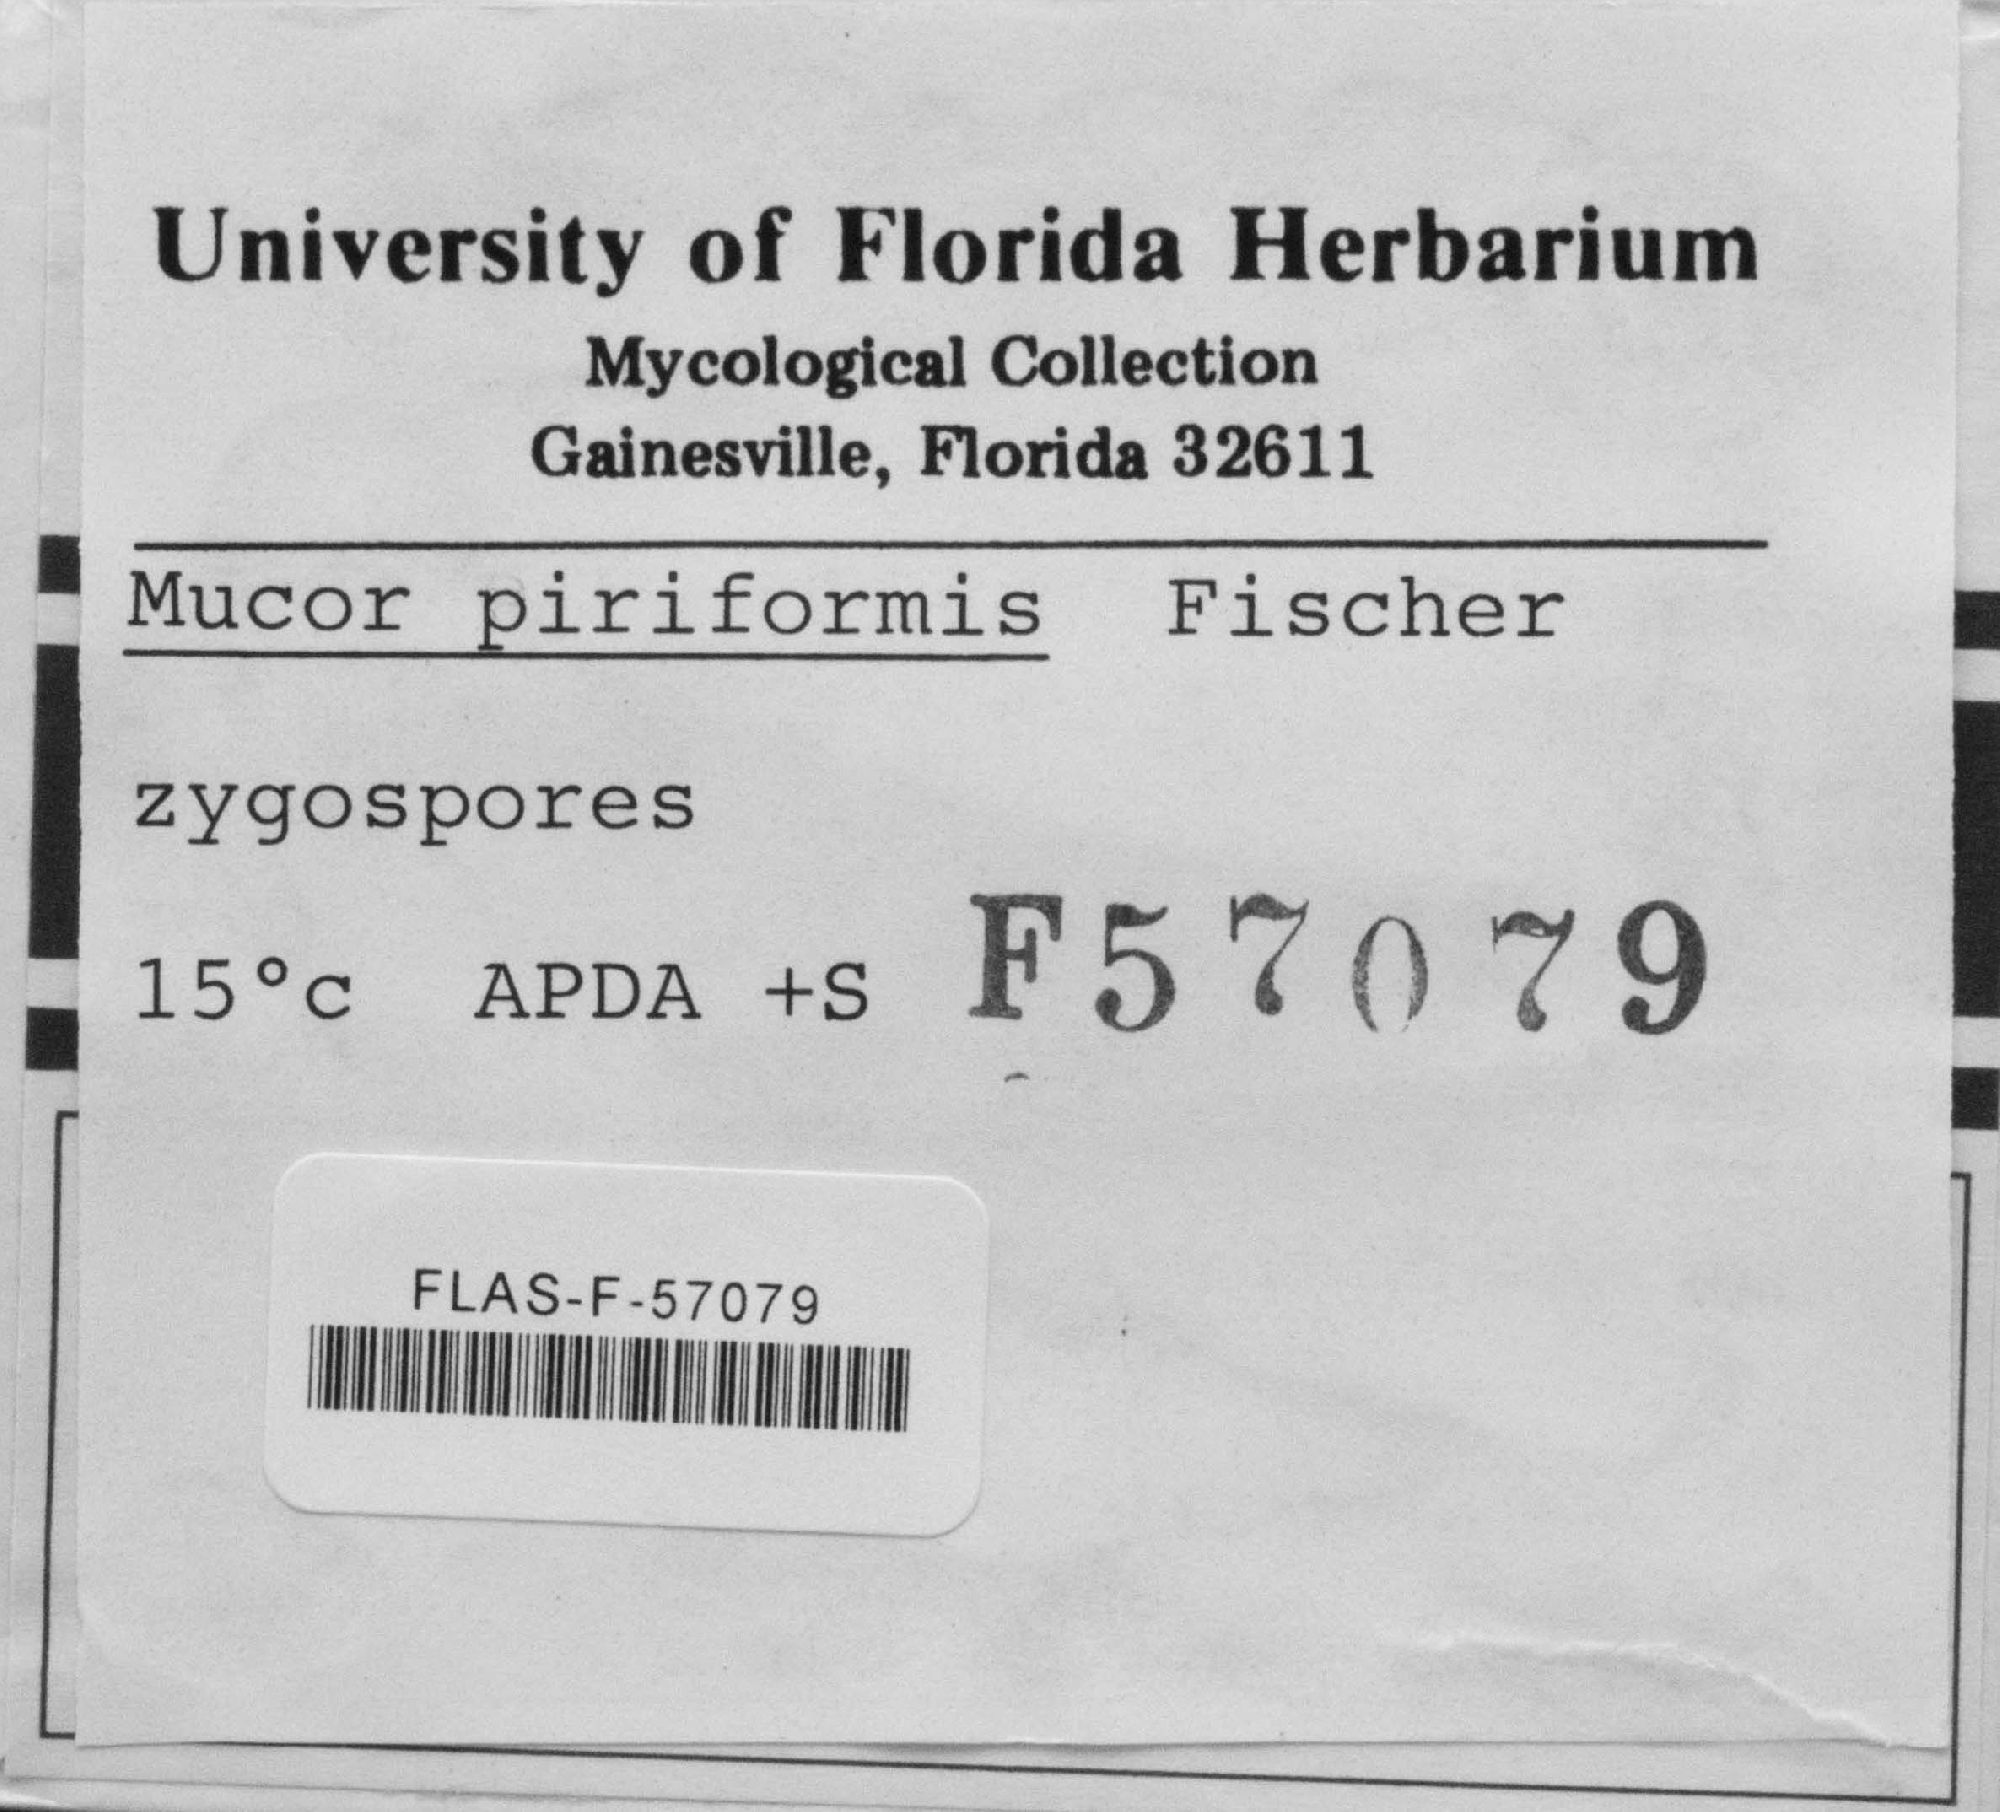 University of Florida Herbarium
Mycological Collection
Gainesville, Florida 32611
Mucor piriformis Fischer
zygospores
15°c APDA +S F57079
FLAS-F-57079